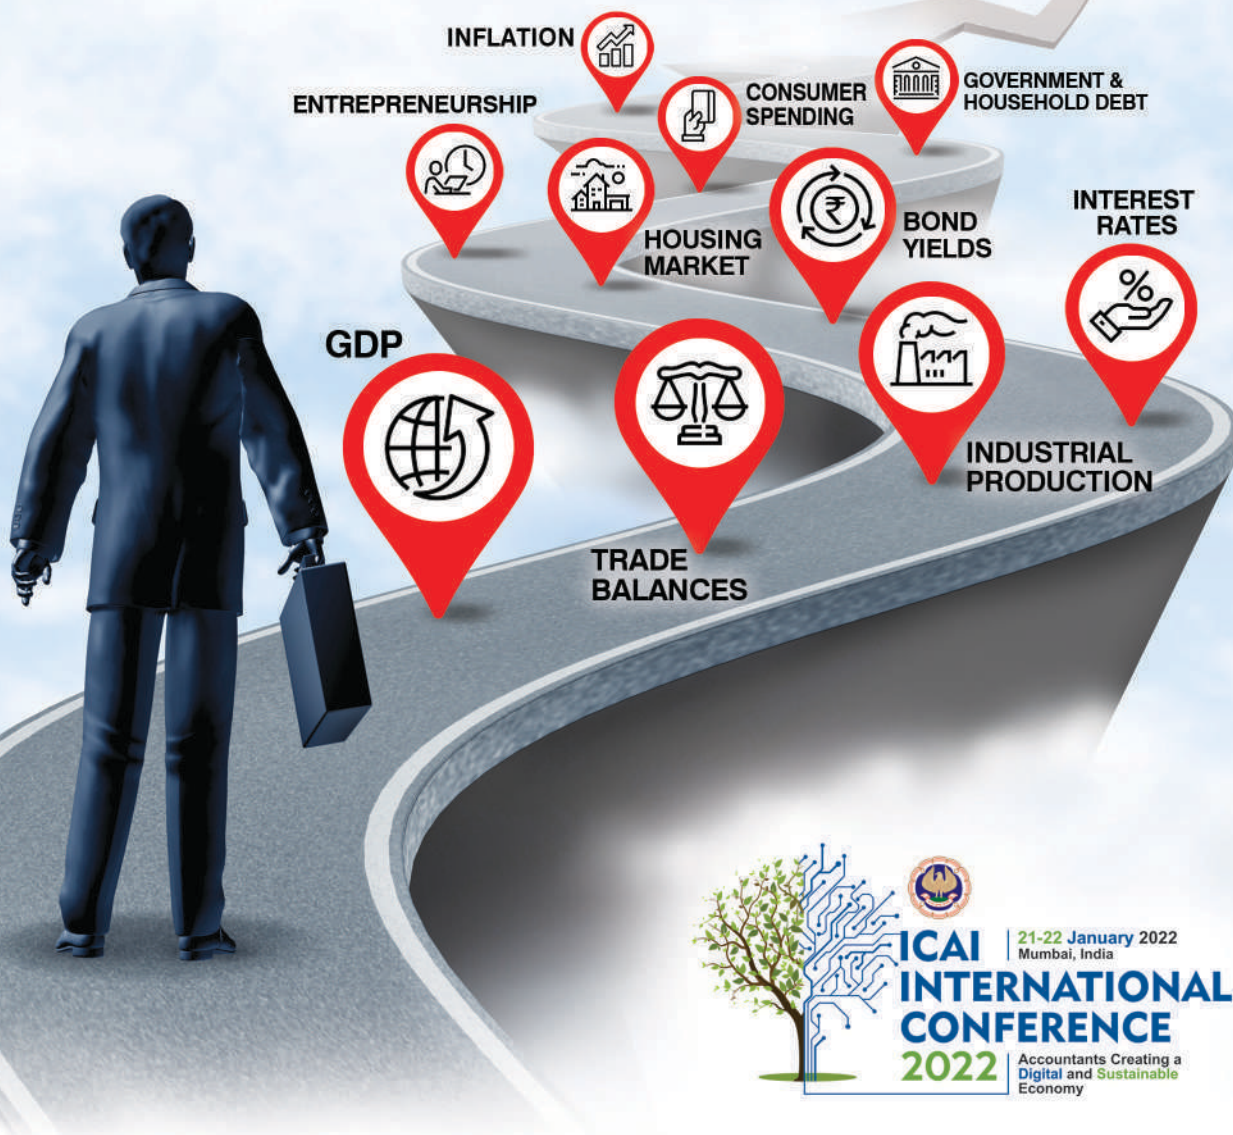 INFLATION
ENTREPRENEURSHIP
CONSUMER
SPENDING
GOVERNMENT &
HOUSEHOLD DEBT
HOUSING
MARKET
₹
BOND
YIELDS
INTEREST
RATES
%
GDP
INDUSTRIAL
PRODUCTION
TRADE
BALANCES
ICAI
21-22 January 2022
Mumbai, India
INTERNATIONAL
CONFERENCE
2022
Accountants Creating a
Digital and Sustainable
Economy